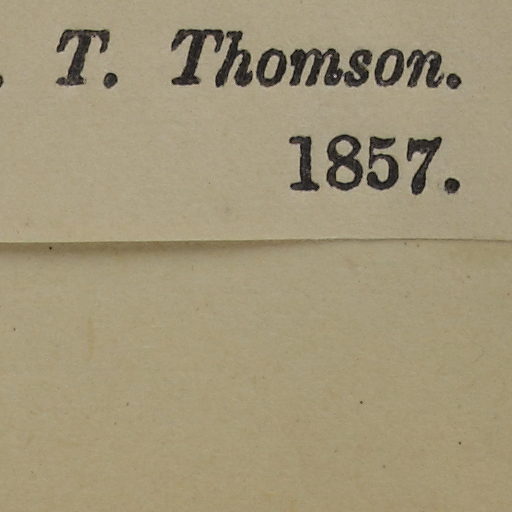 . T. Thomson.
1857.